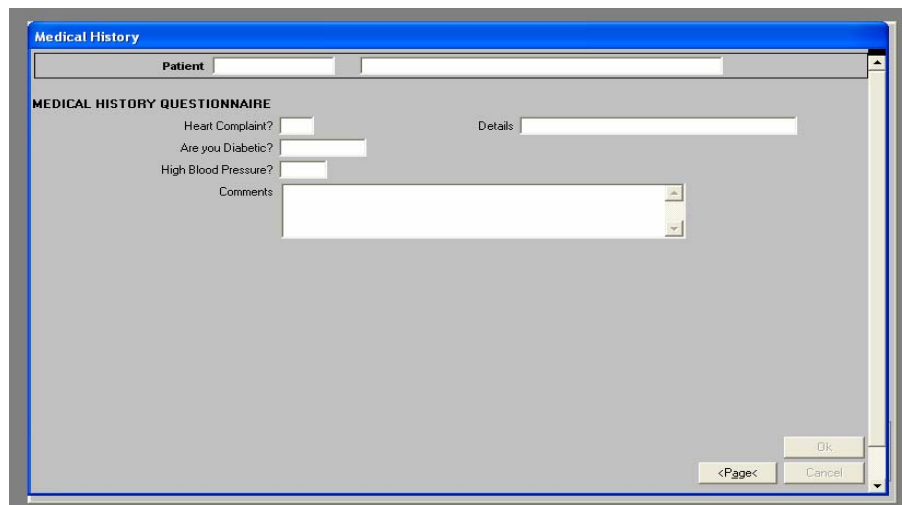 Medical History
Patient
MEDICAL HISTORY QUESTIONNAIRE
Heart Complaint? Details
Are you Diabetic?
High Blood Pressure?
Comments
Ok
<Page< Cancel